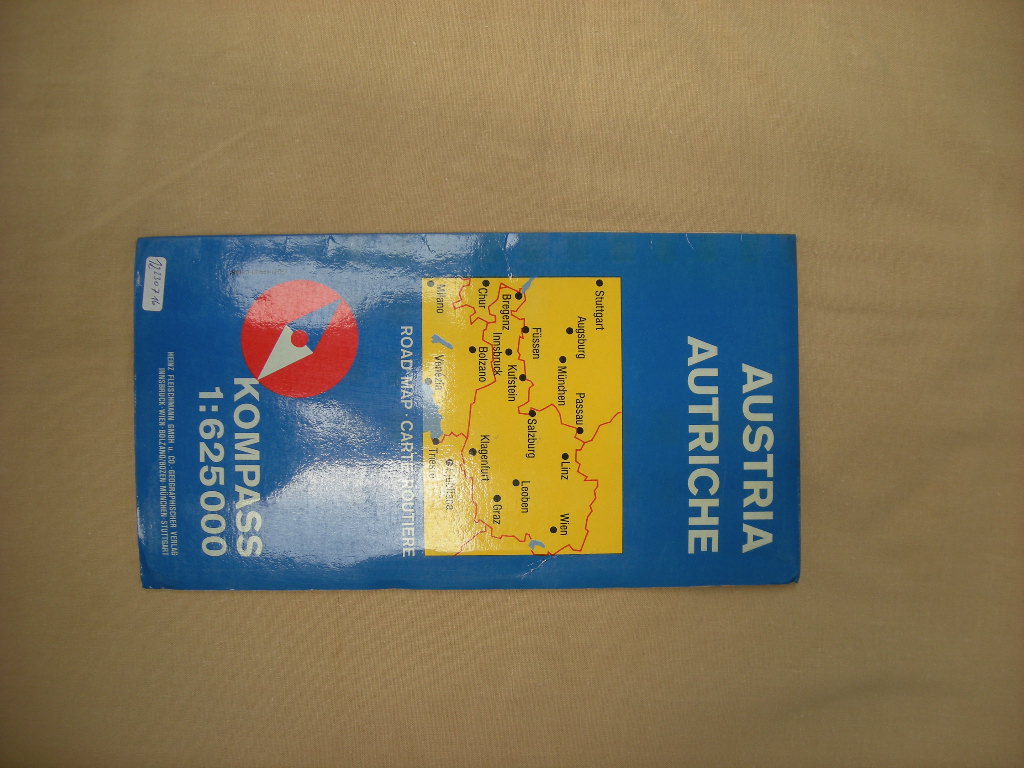 AUSTRIA
AUTRICHE
Stuttgart
Augsburg
München
Passau
Linz
Wien
Füssen
Bregenz
Innsbruck
Kufstein
Salzburg
Leoben
Graz
Chur
Bolzano
Klagenfurt
Milano
Venezia
Trieste
ROAD MAP · CARTE ROUTIERE
KOMPASS
1:625000
HEINZ FLEISCHMANN GMBH u. CO · GEOGRAPHISCHER VERLAG
INNSBRUCK · WIEN · BOLZANO/BOZEN · MÜNCHEN · STUTTGART